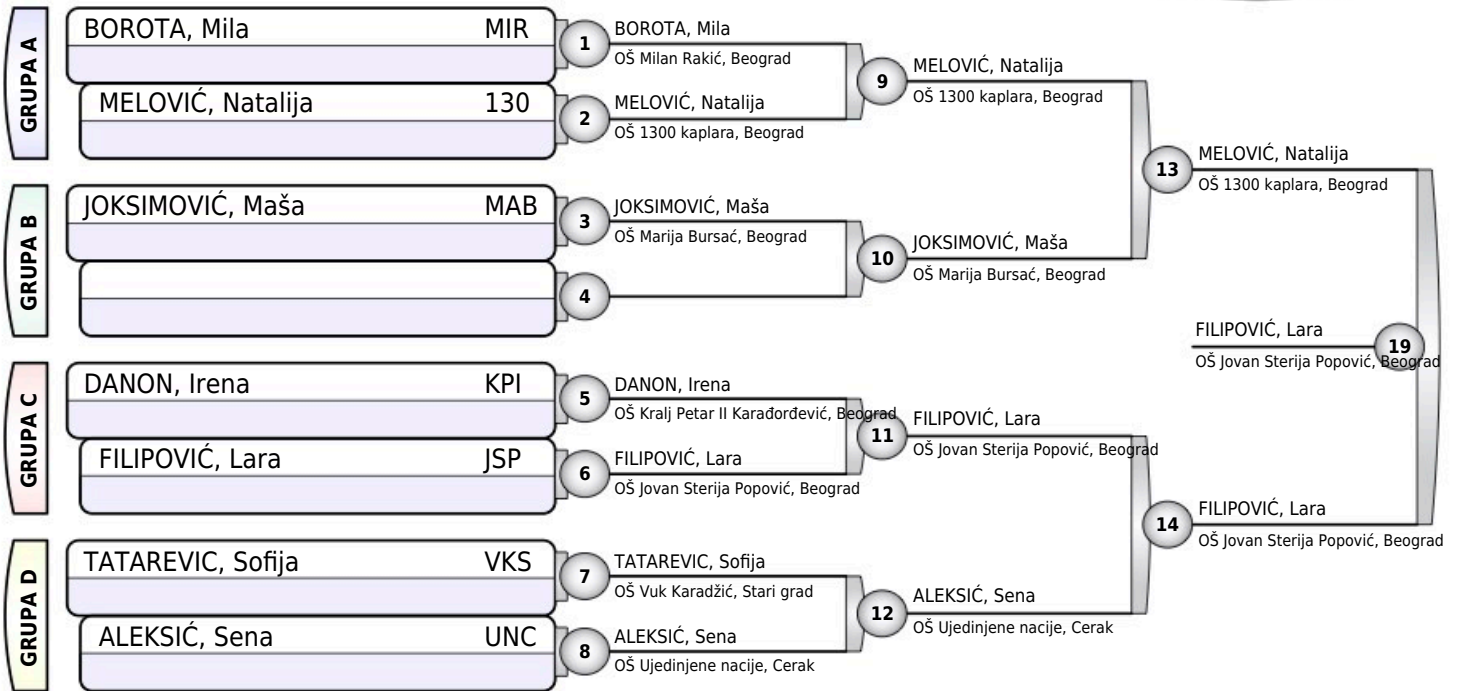 GRUPA A
BOROTA, Mila MIR
MELOVIĆ, Natalija 130
GRUPA B
JOKSIMOVIĆ, Maša MAB
GRUPA C
DANON, Irena KPI
FILIPOVIĆ, Lara JSP
GRUPA D
TATAREVIC, Sofija VKS
ALEKSIĆ, Sena UNC
1
BOROTA, Mila
OŠ Milan Rakić, Beograd
2
MELOVIĆ, Natalija
OŠ 1300 kaplara, Beograd
3
JOKSIMOVIĆ, Maša
OŠ Marija Bursać, Beograd
4
5
DANON, Irena
OŠ Kralj Petar II Karađorđević, Beograd
6
FILIPOVIĆ, Lara
OŠ Jovan Sterija Popović, Beograd
7
TATAREVIC, Sofija
OŠ Vuk Karadžić, Stari grad
8
ALEKSIĆ, Sena
OŠ Ujedinjene nacije, Cerak
9
MELOVIĆ, Natalija
OŠ 1300 kaplara, Beograd
10
JOKSIMOVIĆ, Maša
OŠ Marija Bursać, Beograd
11
FILIPOVIĆ, Lara
OŠ Jovan Sterija Popović, Beograd
12
ALEKSIĆ, Sena
OŠ Ujedinjene nacije, Cerak
13
MELOVIĆ, Natalija
OŠ 1300 kaplara, Beograd
14
FILIPOVIĆ, Lara
OŠ Jovan Sterija Popović, Beograd
FILIPOVIĆ, Lara
19
OŠ Jovan Sterija Popović, Beograd